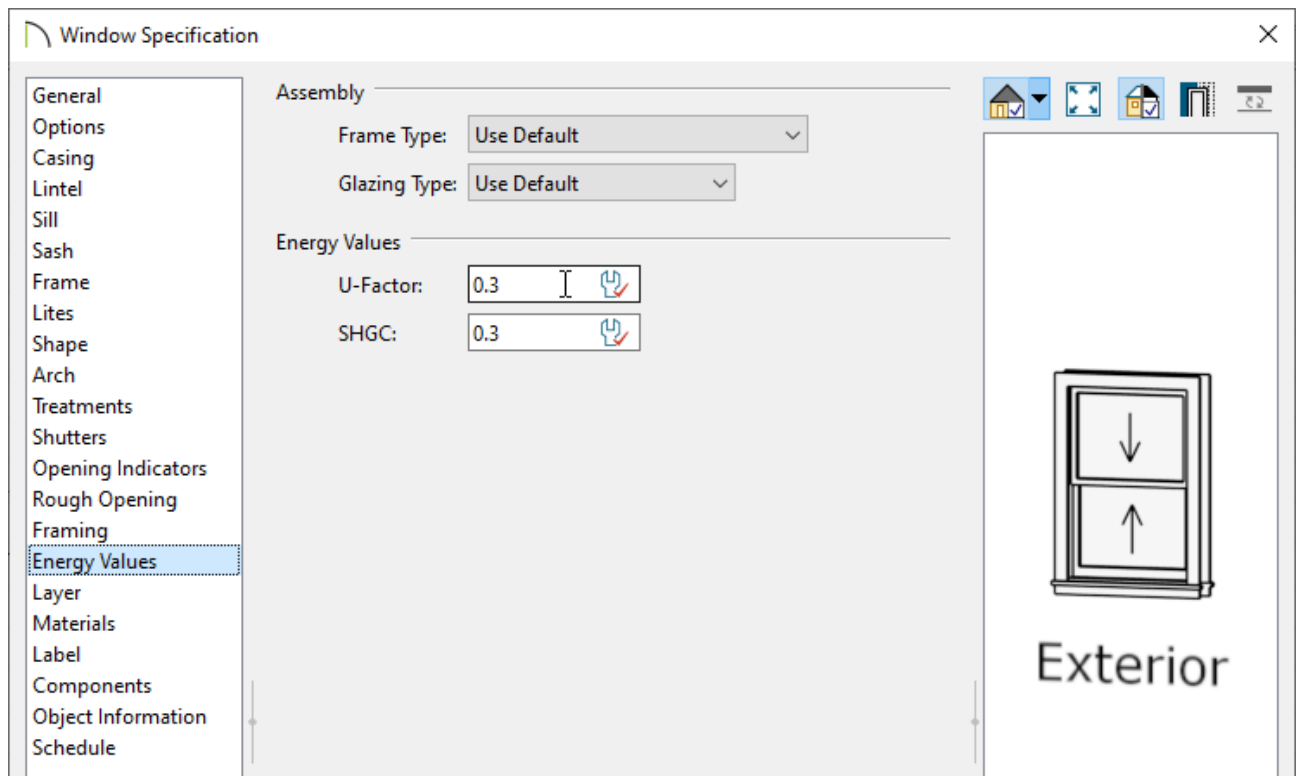 Window Specification
General
Options
Casing
Lintel
Sill
Sash
Frame
Lites
Shape
Arch
Treatments
Shutters
Opening Indicators
Rough Opening
Framing
Energy Values
Layer
Materials
Label
Components
Object Information
Schedule
Assembly
Frame Type: Use Default
Glazing Type: Use Default
Energy Values
U-Factor: 0.3
SHGC: 0.3
Exterior